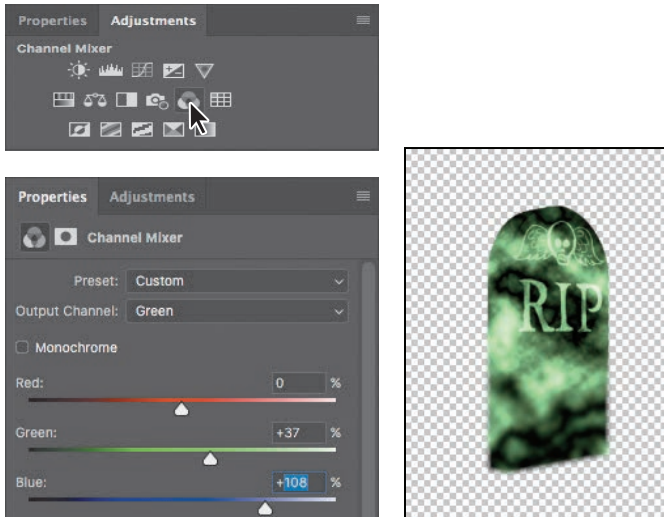 Properties Adjustments
Channel Mixer
Properties Adjustments
Channel Mixer
Preset: Custom
Output Channel: Green
Monochrome
Red: 0 %
Green: +37 %
Blue: +108 %
RIP